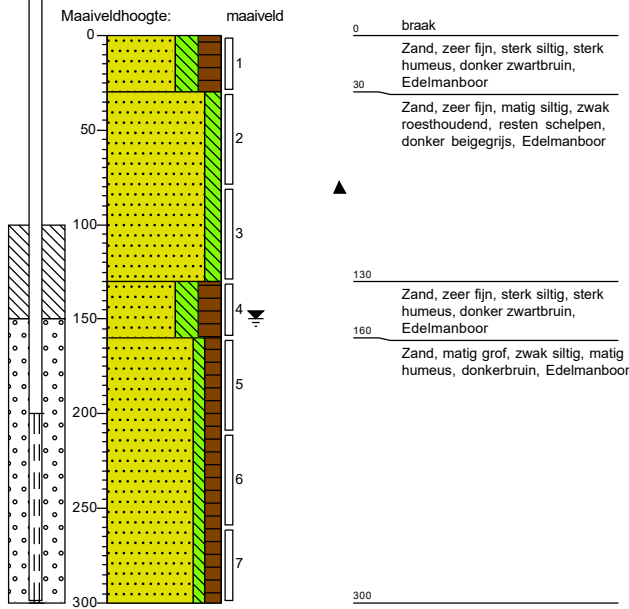 Maaiveldhoogte: maaiveld
0
50
100
150
200
250
300
1
2
3
4
5
6
7
0 braak
Zand, zeer fijn, sterk siltig, sterk
humeus, donker zwartbruin,
Edelmanboor
30
Zand, zeer fijn, matig siltig, zwak
roesthoudend, resten schelpen,
donker beigegrijs, Edelmanboor
130
Zand, zeer fijn, sterk siltig, sterk
humeus, donker zwartbruin,
Edelmanboor
160
Zand, matig grof, zwak siltig, matig
humeus, donkerbruin, Edelmanboor
300